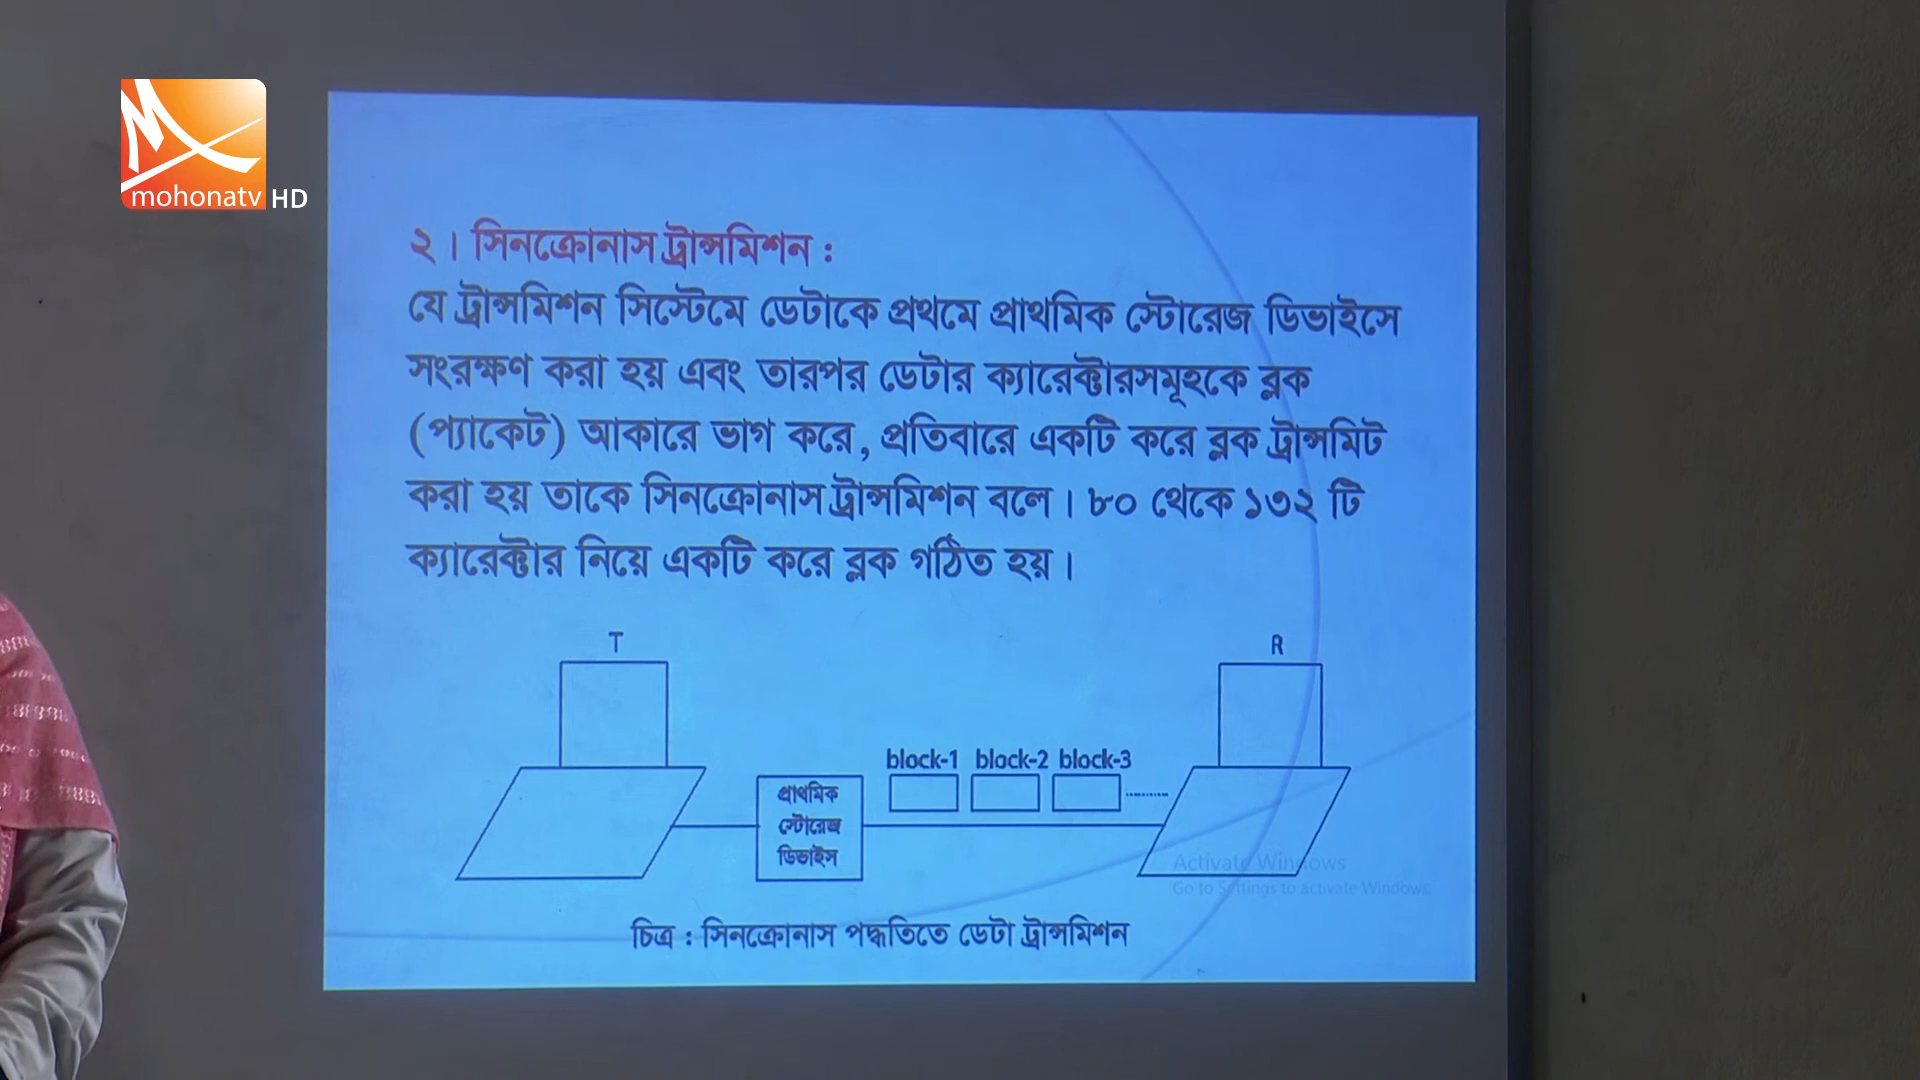 mohonatv HD
২। সিনক্রোনাস ট্রান্সমিশন :
যে ট্রান্সমিশন সিস্টেমে ডেটাকে প্রথমে প্রাথমিক স্টোরেজ ডিভাইসে
সংরক্ষণ করা হয় এবং তারপর ডেটার ক্যারেক্টারসমূহকে ব্লক
(প্যাকেট) আকারে ভাগ করে, প্রতিবারে একটি করে ব্লক ট্রান্সমিট
করা হয় তাকে সিনক্রোনাস ট্রান্সমিশন বলে। ৮০ থেকে ১৩২ টি
ক্যারেক্টার নিয়ে একটি করে ব্লক গঠিত হয়।
T
R
block-1 block-2 block-3
প্রাথমিক
স্টোরেজ
ডিভাইস
Activate Windows
Go to Settings to activate Windows.
চিত্র : সিনক্রোনাস পদ্ধতিতে ডেটা ট্রান্সমিশন